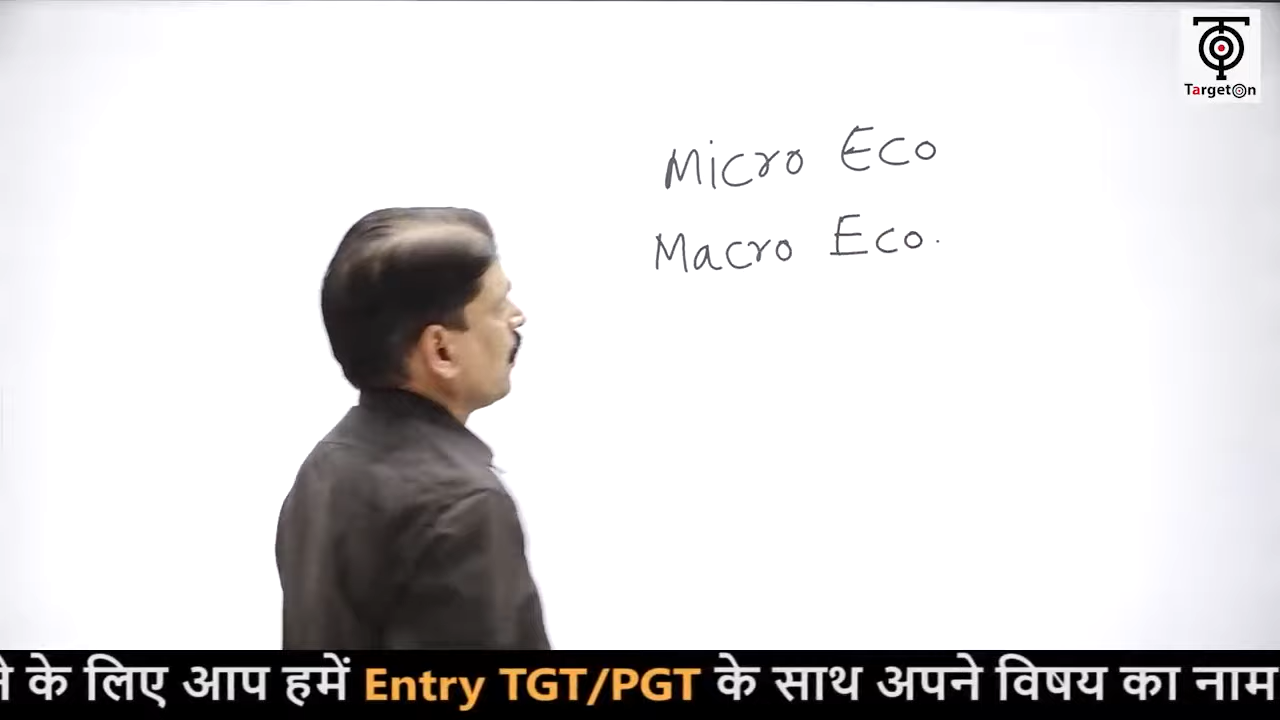 TargetOn
Micro Eco
Macro Eco.
के लिए आप हमें Entry TGT/PGT के साथ अपने विषय का नाम